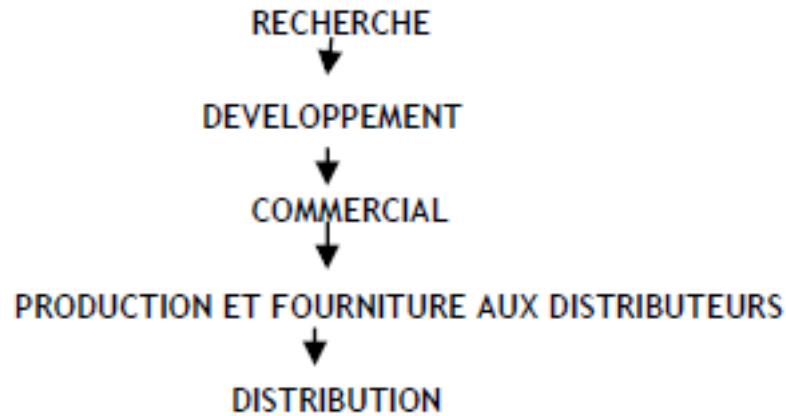 RECHERCHE
DEVELOPPEMENT
COMMERCIAL
PRODUCTION ET FOURNITURE AUX DISTRIBUTEURS
DISTRIBUTION